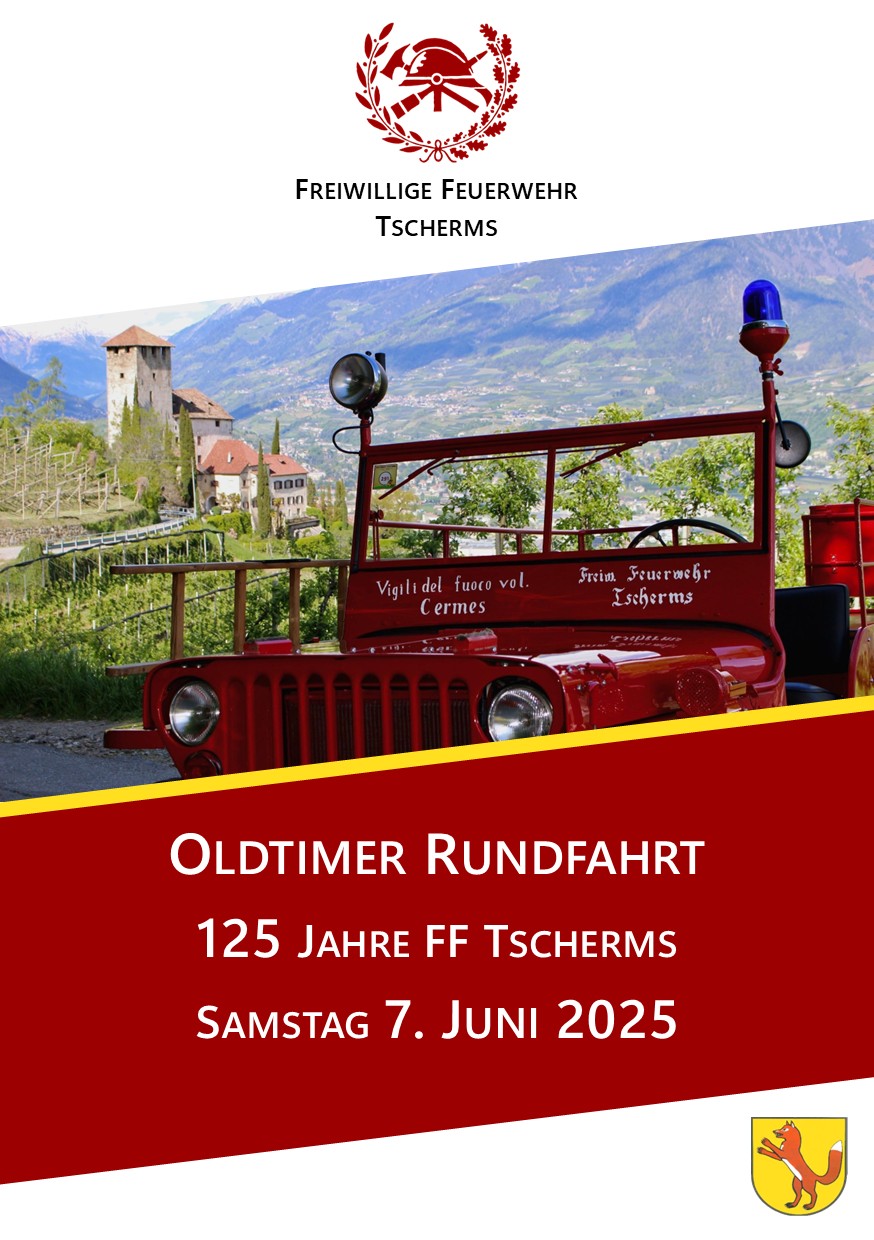 Freiwillige Feuerwehr
Tscherms
Vigili del fuoco vol.
Cermes
Freiw. Feuerwehr
Tscherms
Oldtimer Rundfahrt
125 Jahre FF Tscherms
Samstag 7. Juni 2025